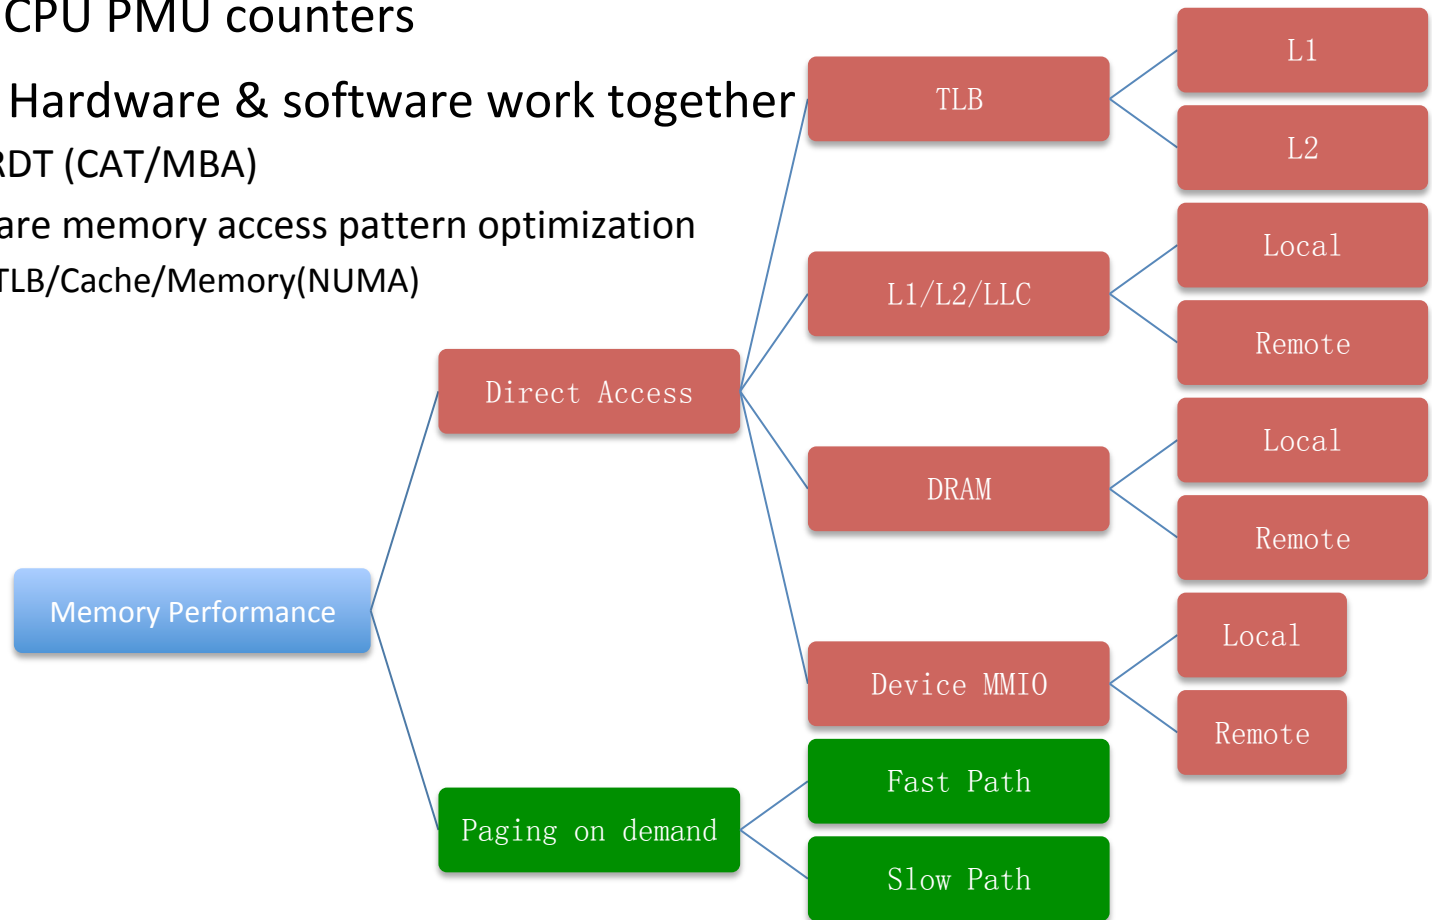 CPU PMU counters
Hardware & software work together
RDT (CAT/MBA)
are memory access pattern optimization
TLB/Cache/Memory(NUMA)
Memory Performance
Direct Access
TLB
L1
L2
L1/L2/LLC
Local
Remote
DRAM
Local
Remote
Device MMIO
Local
Remote
Paging on demand
Fast Path
Slow Path